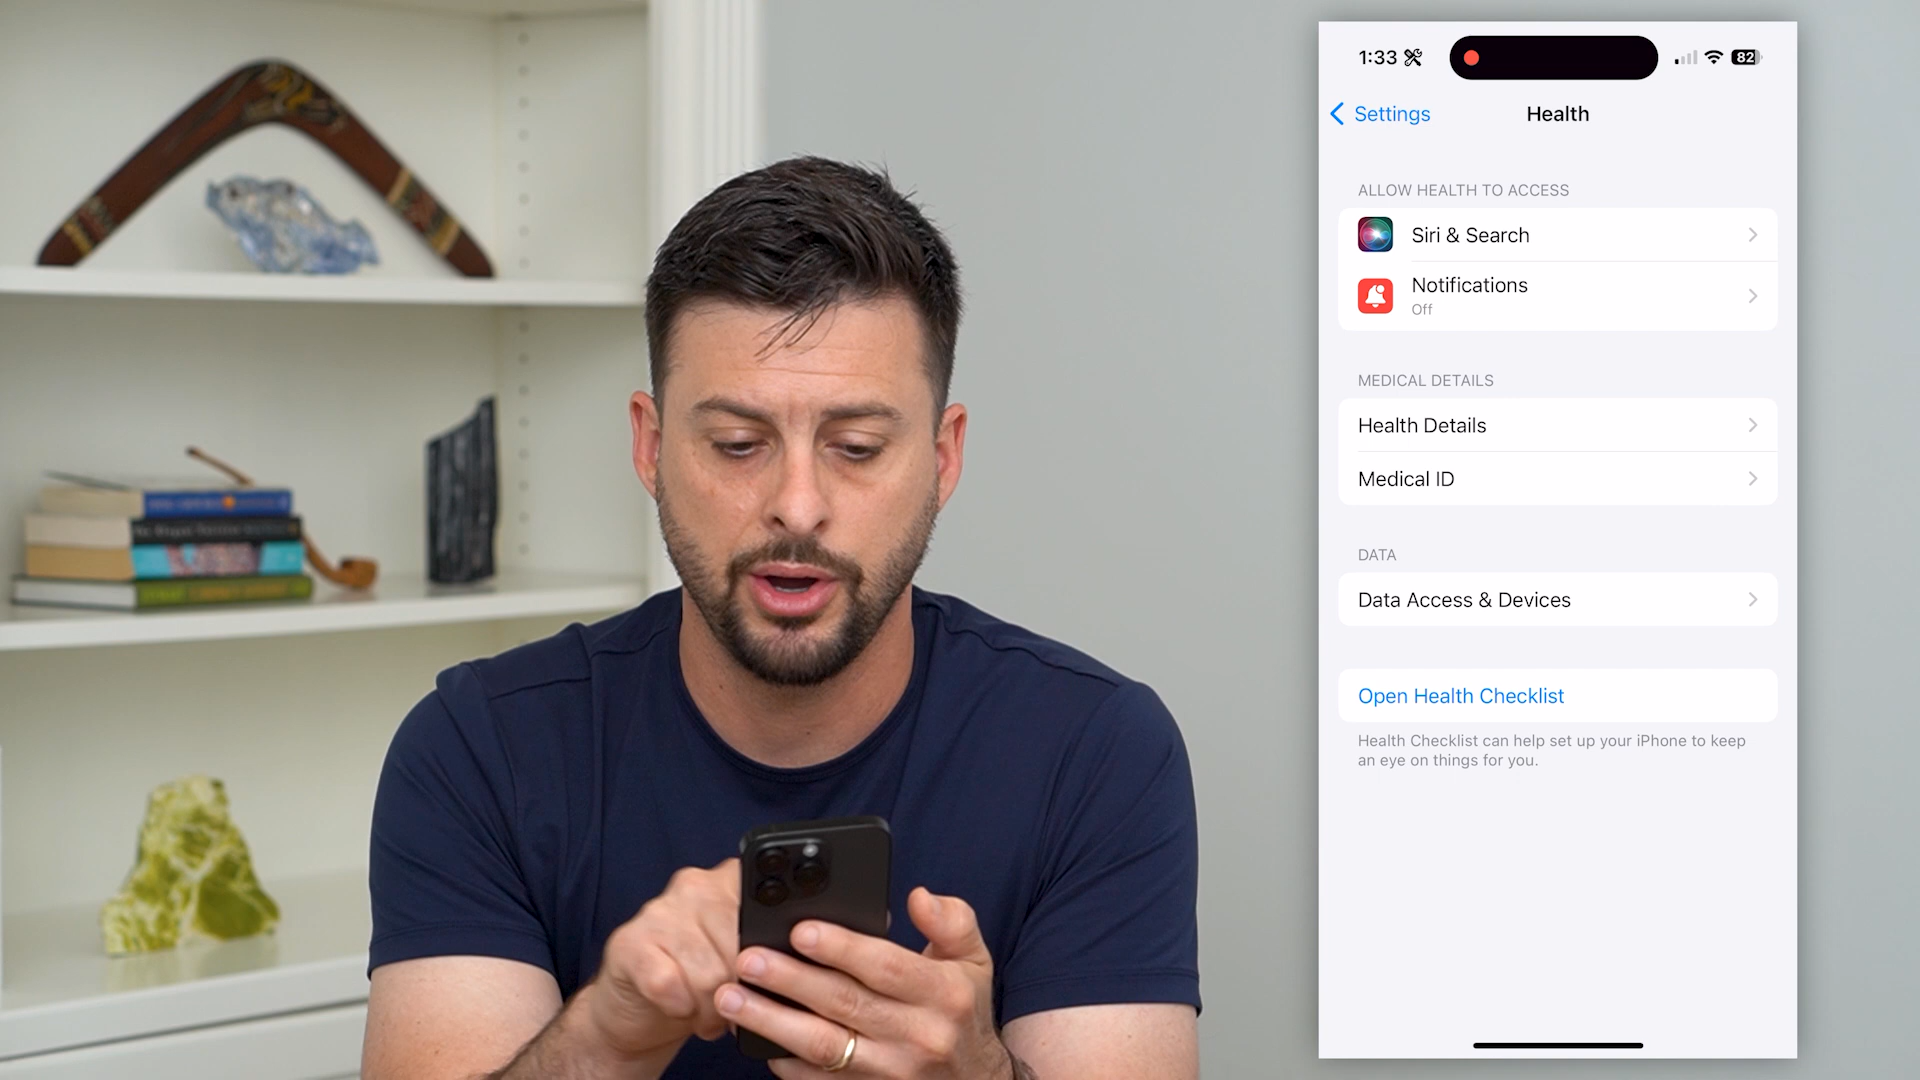 1:33
82
Settings
Health
ALLOW HEALTH TO ACCESS
Siri & Search
Notifications
Off
MEDICAL DETAILS
Health Details
Medical ID
DATA
Data Access & Devices
Open Health Checklist
Health Checklist can help set up your iPhone to keep
an eye on things for you.